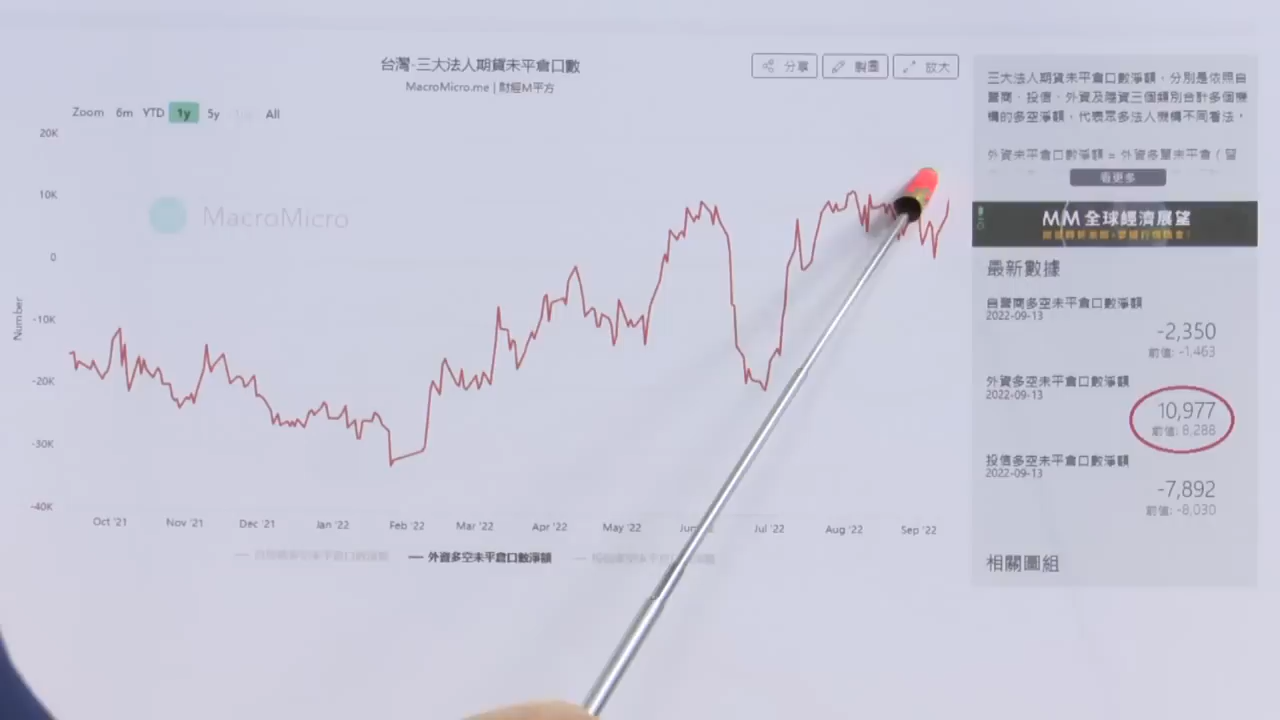 台灣-三大法人期貨未平倉口數
MacroMicro.me | 財經M平方
分享
製圖
放大
Zoom 6m YTD 1y 5y All
20K
10K
0
-10K
-20K
-30K
-40K
Number
MacroMicro
Oct '21 Nov '21 Dec '21 Jan '22 Feb '22 Mar '22 Apr '22 May '22 Jul '22 Aug '22 Sep '22
外資多空未平倉口數淨額
三大法人期貨未平倉口數淨額，分別是依照自
營商、投信、外資及陸資三個類別合計多個機
構的多空淨額，代表眾多法人機構不同看法，
外資未平倉口數淨額 = 外資多單未平倉 (
看更多
MM 全球經濟展望
最新數據
自營商多空未平倉口數淨額
2022-09-13
-2,350
前值: -1,463
外資多空未平倉口數淨額
2022-09-13
10,977
前值: 8,288
投信多空未平倉口數淨額
2022-09-13
-7,892
前值: -8,030
相關圖組